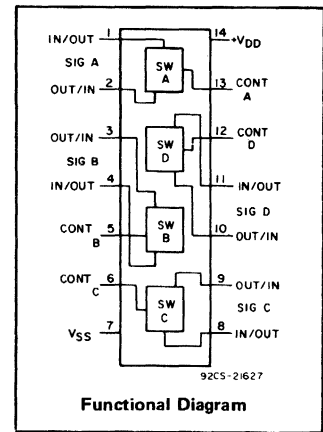 IN/OUT 1
SIG A
OUT/IN 2
OUT/IN 3
SIG B
IN/OUT 4
CONT B 5
CONT C 6
VSS 7
SW A
SW D
SW B
SW C
14 +VDD
13 CONT A
12 CONT D
11 IN/OUT
SIG D
10 OUT/IN
9 OUT/IN
SIG C
8 IN/OUT
92CS-21627
Functional Diagram